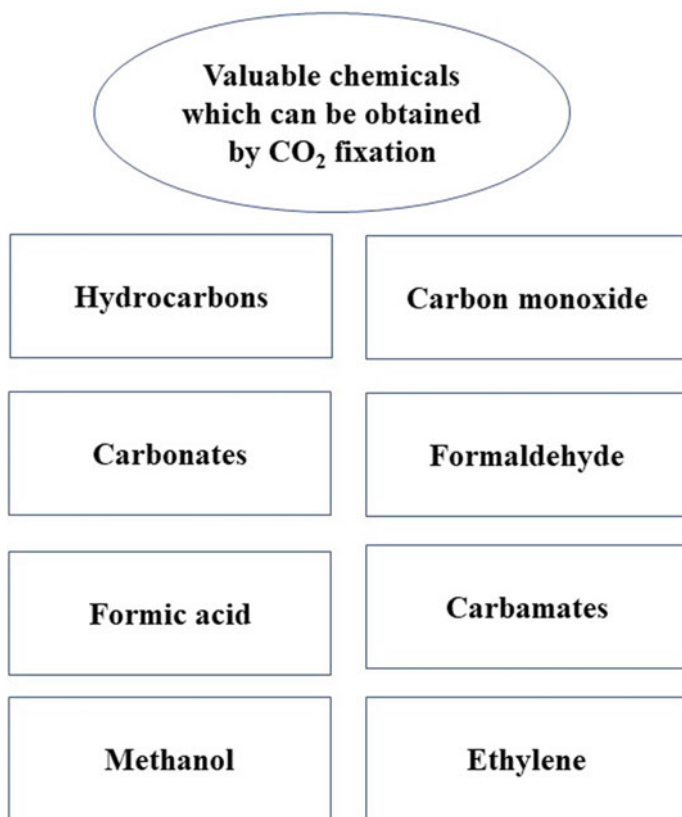 Valuable chemicals
which can be obtained
by CO₂ fixation
Hydrocarbons
Carbon monoxide
Carbonates
Formaldehyde
Formic acid
Carbamates
Methanol
Ethylene